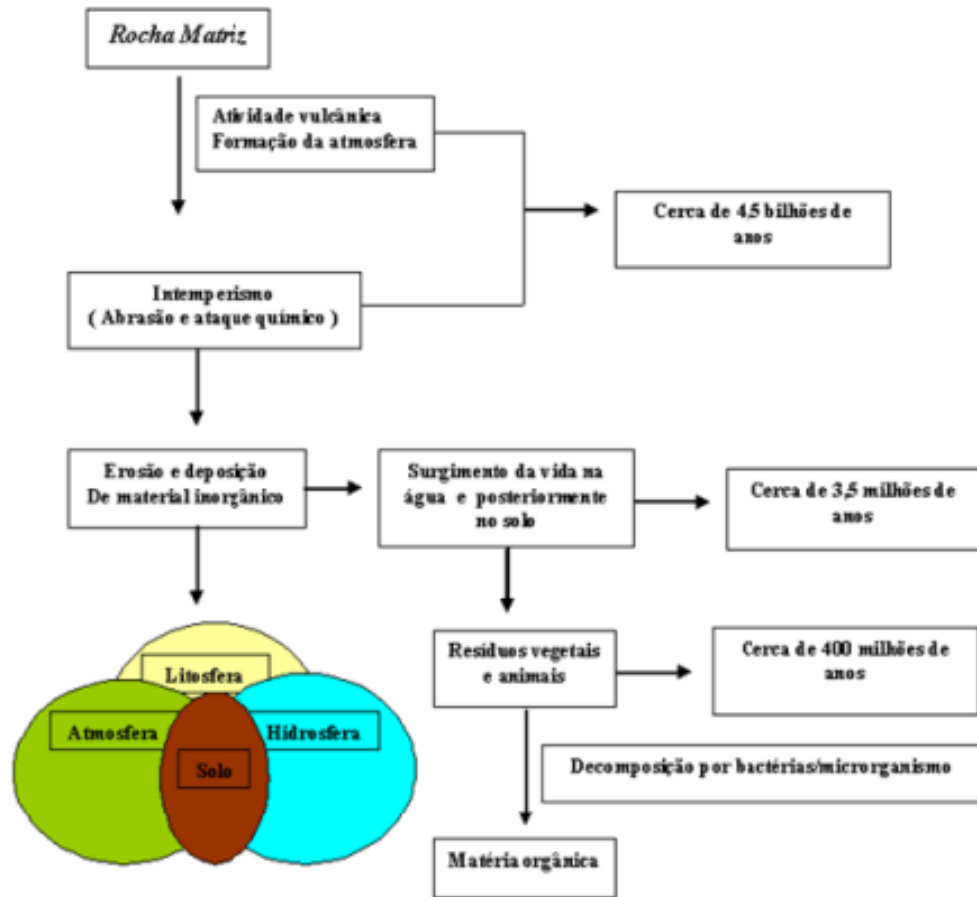 Rocha Matriz
Atividade vulcânica
Formação da atmosfera
Cerca de 4,5 bilhões de
anos
Intemperismo
( Abrasão e ataque químico )
Erosão e deposição
De material inorgânico
Surgimento da vida na
água e posteriormente
no solo
Cerca de 3,5 milhões de
anos
Litosfera
Atmosfera
Hidrosfera
Solo
Resíduos vegetais
e animais
Cerca de 400 milhões de
anos
Decomposição por bactérias/microrganismo
Matéria orgânica